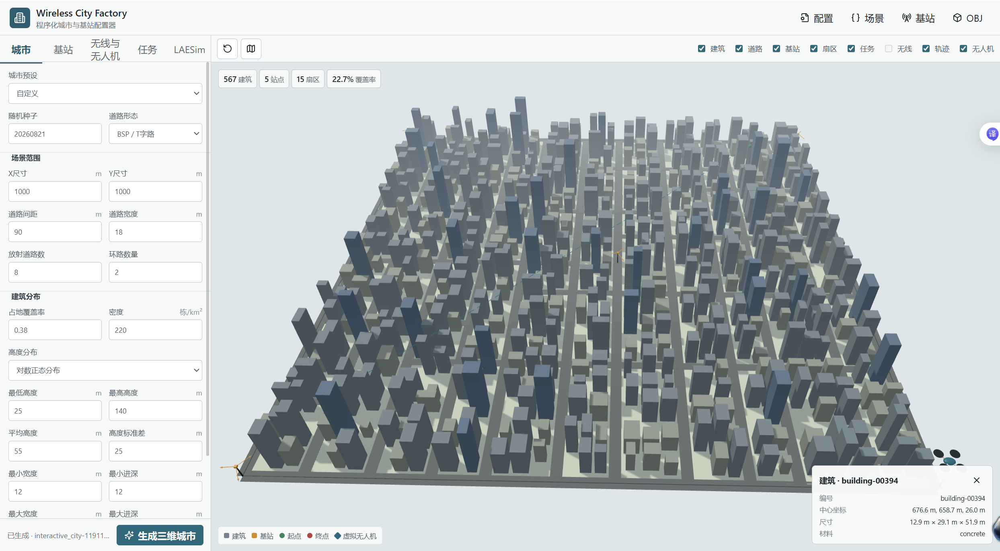 Wireless City Factory
程序化城市与基站配置器
配置
{} 场景
基站
OBJ
城市
基站
无线与
无人机
任务
LAESim
建筑
道路
基站
扇区
任务
无线
轨迹
无人机
城市预设
自定义
随机种子
道路形态
20260821
BSP / T字路
场景范围
X尺寸 m
Y尺寸 m
1000
1000
道路间距 m
道路宽度 m
90
18
放射道路数
环路数量
8
2
建筑分布
占地覆盖率
密度 栋/km²
0.38
220
高度分布
对数正态分布
最低高度 m
最高高度 m
25
140
平均高度 m
高度标准差 m
55
25
最小宽度 m
最小进深 m
12
12
最大宽度 m
最大进深 m
已生成 · interactive_city-11911...
生成三维城市
567 建筑
5 站点
15 扇区
22.7% 覆盖率
译
建筑
基站
起点
终点
虚拟无人机
建筑 · building-00394
编号 building-00394
中心坐标 676.6 m, 658.7 m, 26.0 m
尺寸 12.9 m × 29.1 m × 51.9 m
材料 concrete